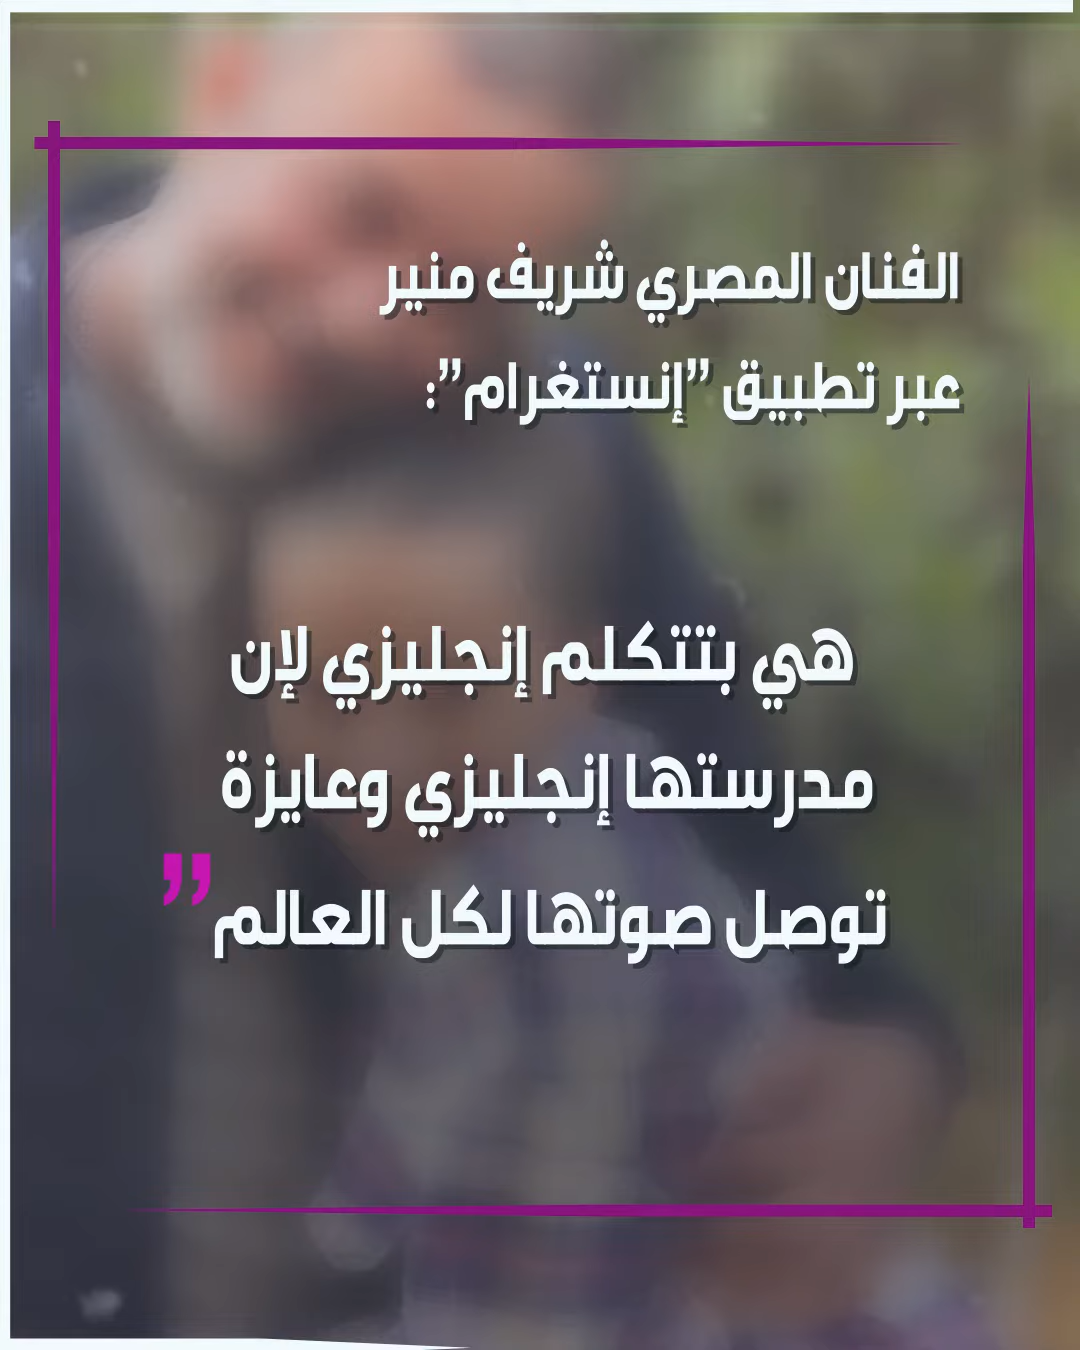 الفنان المصري شريف منير
عبر تطبيق "إنستغرام":
هي بتتكلم إنجليزي لإن
مدرستها إنجليزي وعايزة
توصل صوتها لكل العالم"